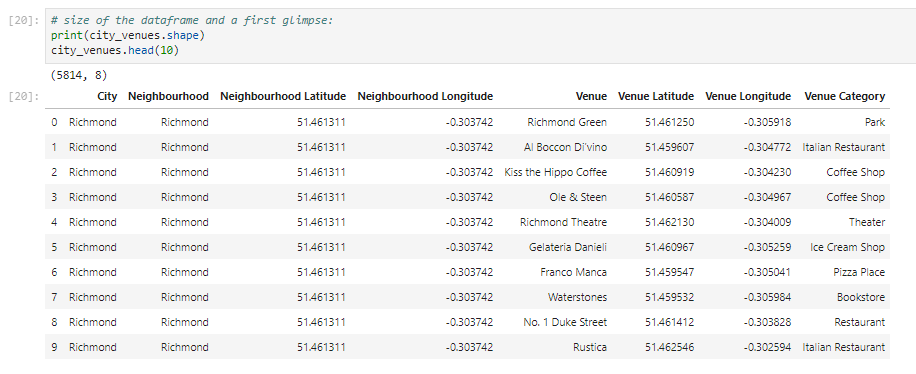 [20]: # size of the dataframe and a first glimpse:
print(city_venues.shape)
city_venues.head(10)
(5814, 8)
[20]: City Neighbourhood Neighbourhood Latitude Neighbourhood Longitude Venue Venue Latitude Venue Longitude Venue Category
0 Richmond Richmond 51.461311 -0.303742 Richmond Green 51.461250 -0.305918 Park
1 Richmond Richmond 51.461311 -0.303742 Al Boccon Di'vino 51.459607 -0.304772 Italian Restaurant
2 Richmond Richmond 51.461311 -0.303742 Kiss the Hippo Coffee 51.460919 -0.304230 Coffee Shop
3 Richmond Richmond 51.461311 -0.303742 Ole & Steen 51.460587 -0.304967 Coffee Shop
4 Richmond Richmond 51.461311 -0.303742 Richmond Theatre 51.462130 -0.304009 Theater
5 Richmond Richmond 51.461311 -0.303742 Gelateria Danieli 51.460967 -0.305259 Ice Cream Shop
6 Richmond Richmond 51.461311 -0.303742 Franco Manca 51.459547 -0.305041 Pizza Place
7 Richmond Richmond 51.461311 -0.303742 Waterstones 51.459532 -0.305984 Bookstore
8 Richmond Richmond 51.461311 -0.303742 No. 1 Duke Street 51.461412 -0.303828 Restaurant
9 Richmond Richmond 51.461311 -0.303742 Rustica 51.462546 -0.302594 Italian Restaurant